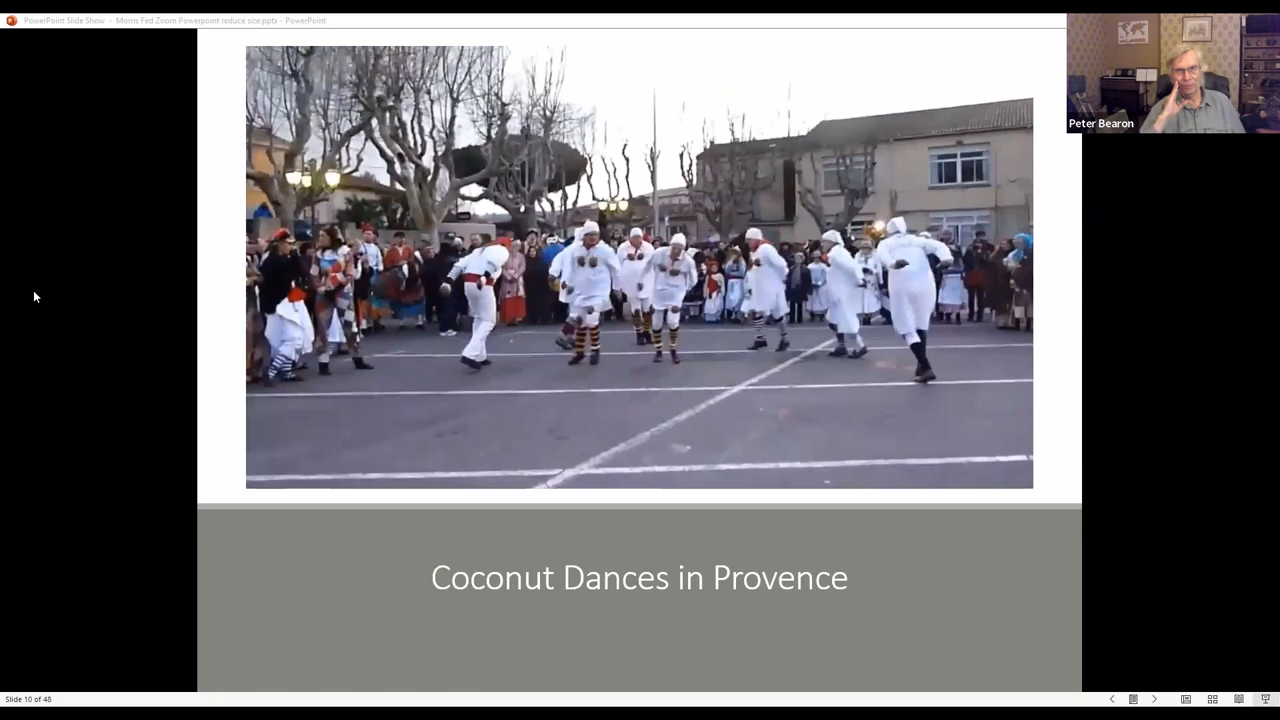 PowerPoint Slide Show - Morris Fed Zoom Powerpoint reduce size.pptx - PowerPoint
Peter Bearon
Coconut Dances in Provence
Slide 10 of 48